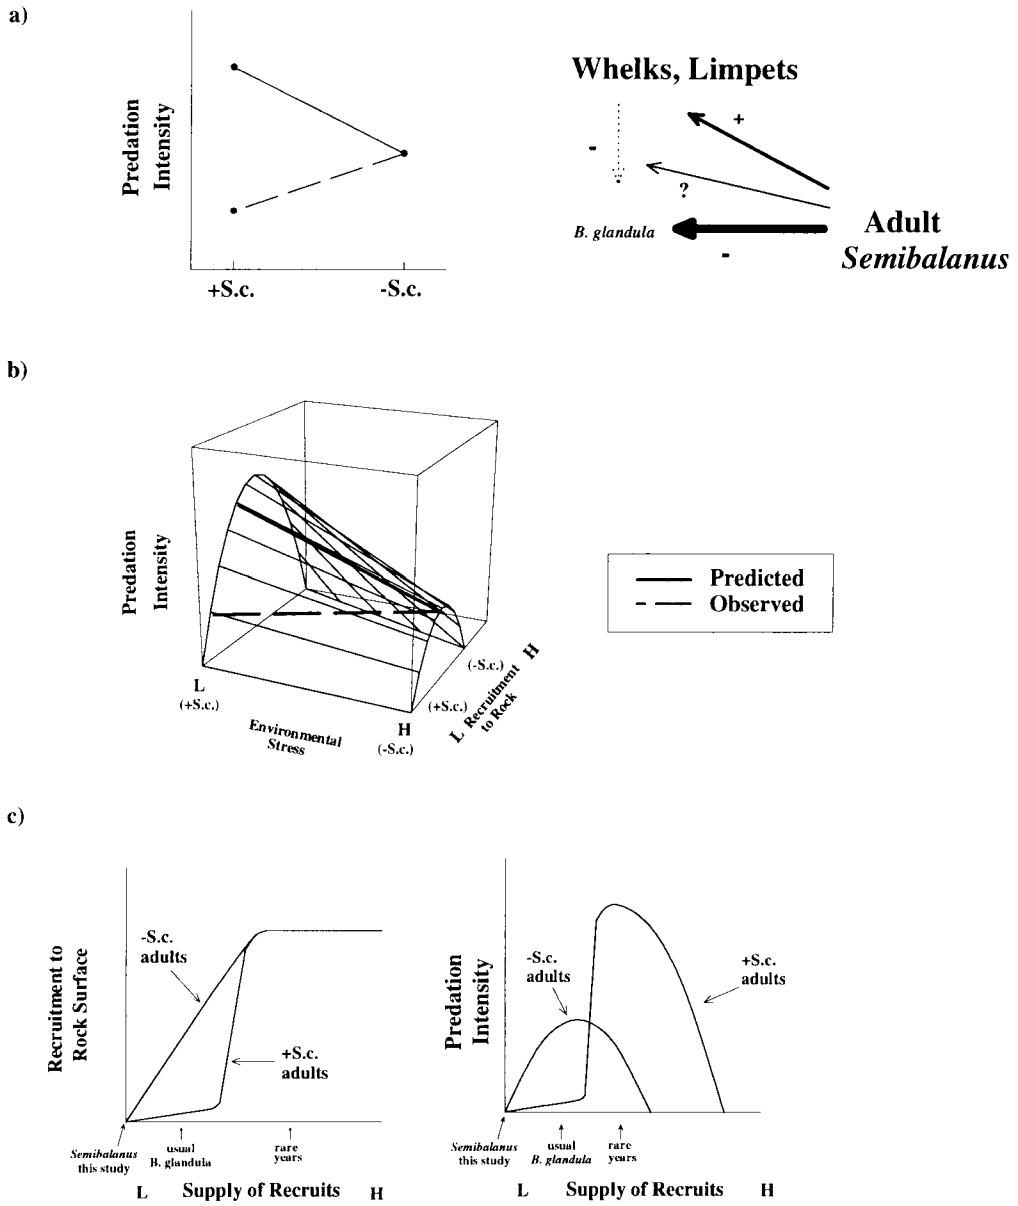 a)
Predation
Intensity
+S.c.
-S.c.
Whelks, Limpets
+
-
?
B. glandula
-
Adult
Semibalanus
b)
Predation
Intensity
L
(+S.c.)
Environmental
Stress
H
(-S.c.)
(+S.c.)
L Recruitment H
to Rock
(-S.c.)
Predicted
Observed
c)
Recruitment to
Rock Surface
-S.c.
adults
+S.c.
adults
Semibalanus
this study
usual
B. glandula
rare
years
L Supply of Recruits H
Predation
Intensity
-S.c.
adults
+S.c.
adults
Semibalanus
this study
usual
B. glandula
rare
years
L Supply of Recruits H